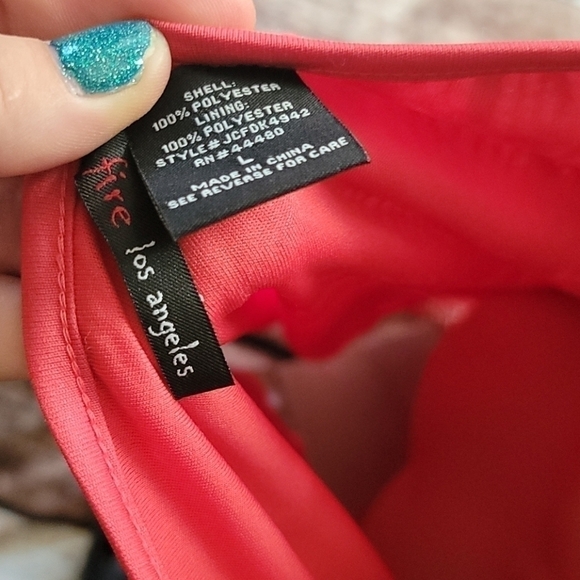 SHELL:
100% POLYESTER
LINING:
100% POLYESTER
STYLE#JCFDK4942
RN#44480
L
MADE IN CHINA
SEE REVERSE FOR CARE
fire
los angeles